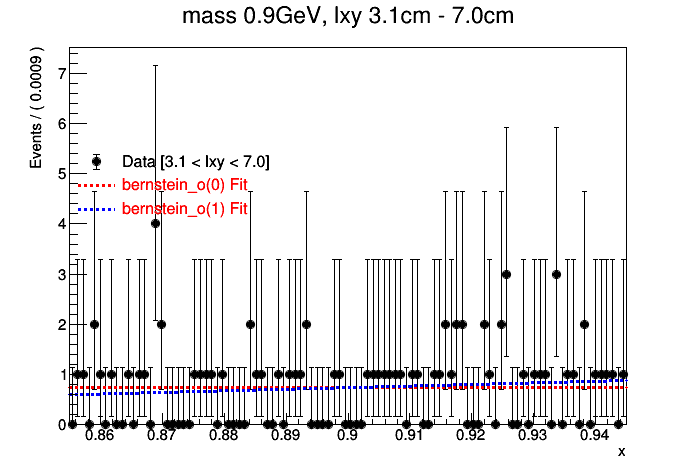 mass 0.9GeV, lxy 3.1cm - 7.0cm
Events / ( 0.0009 )
7
6
5
4
3
2
1
0
Data [3.1 < lxy < 7.0]
bernstein_o(0) Fit
bernstein_o(1) Fit
0.86 0.87 0.88 0.89 0.9 0.91 0.92 0.93 0.94
x